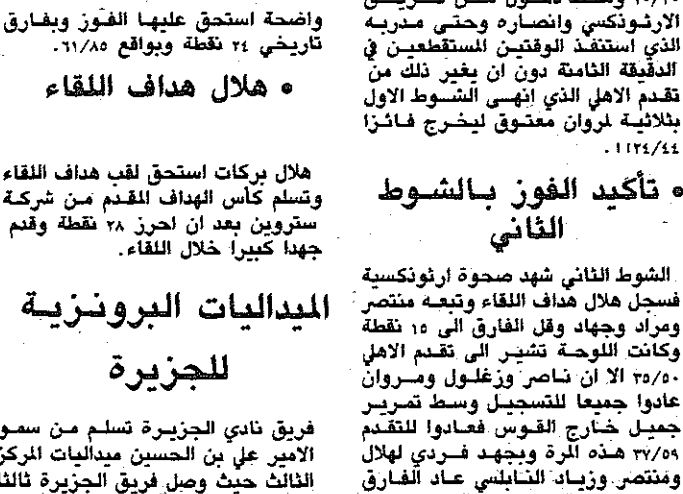 الارثوذكسي وانصاره وحتى مدربه
الذي استنفذ الوقتين المستقطعين في
الدقيقة الثامنة دون ان يغير ذلك من
تقدم الاهلي الذي انهى الشوط الاول
بثلاثية لمروان معتوق ليخرج فائزا
٤٤/١١٢٤.
• تأكيد الفوز بالشوط
الثاني
الشوط الثاني شهد صحوة ارثوذكسية
فسجل هلال هداف اللقاء وتبعه منتصر
ومراد وجهاد وقل الفارق الى ١٥ نقطة
وكانت اللوحة تشير الى تقدم الاهلي
٣٥/٥٠ الا ان ناصر وزغلول ومروان
عادوا جميعا للتسجيل وسط تمرير
جميل خارج القوس فعادوا للتقدم
٣٧/٥٩ هذه المرة وبجهد فردي لهلال
ومنتصر وزياد النابلسي عاد الفارق
واضحة استحق عليها الفوز وبفارق
تاريخي ٢٤ نقطة وبواقع ٦١/٨٥.
• هلال هداف اللقاء
هلال بركات استحق لقب هداف اللقاء
وتسلم كأس الهداف المقدم من شركة
ستروين بعد ان احرز ٢٨ نقطة وقدم
جهدا كبيرا خلال اللقاء.
الميداليات البرونزية
للجزيرة
فريق نادي الجزيرة تسلم من سمو
الامير علي بن الحسين ميداليات المركز
الثالث حيث وصل فريق الجزيرة ثالثا